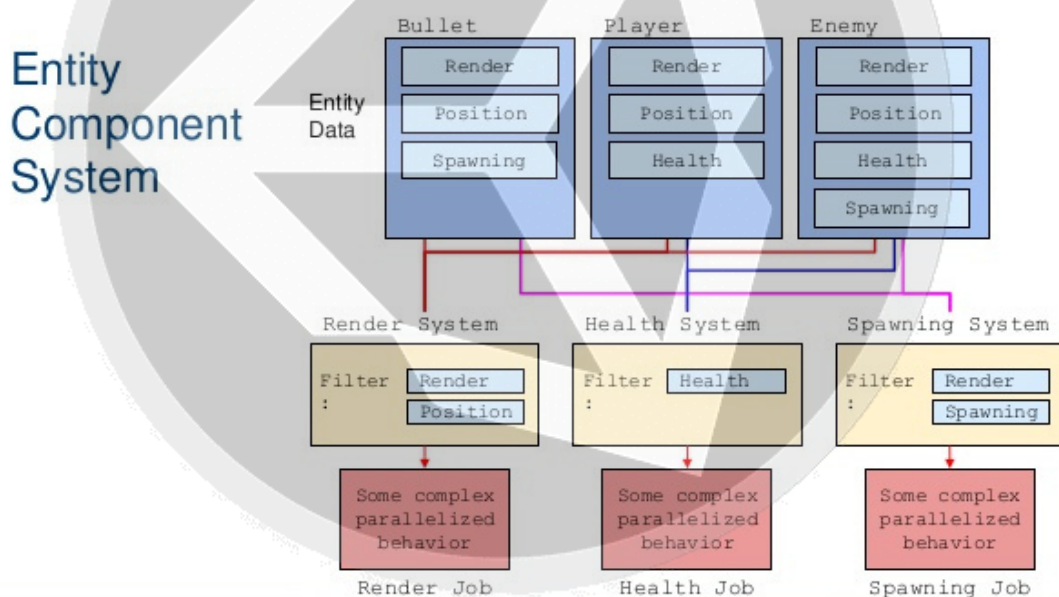 Entity
Component
System
Entity
Data
Bullet
Render
Position
Spawning
Player
Render
Position
Health
Enemy
Render
Position
Health
Spawning
Render System
Filter
:
Render
Position
Health System
Filter
:
Health
Spawning System
Filter
:
Render
Spawning
Some complex
parallelized
behavior
Render Job
Some complex
parallelized
behavior
Health Job
Some complex
parallelized
behavior
Spawning Job